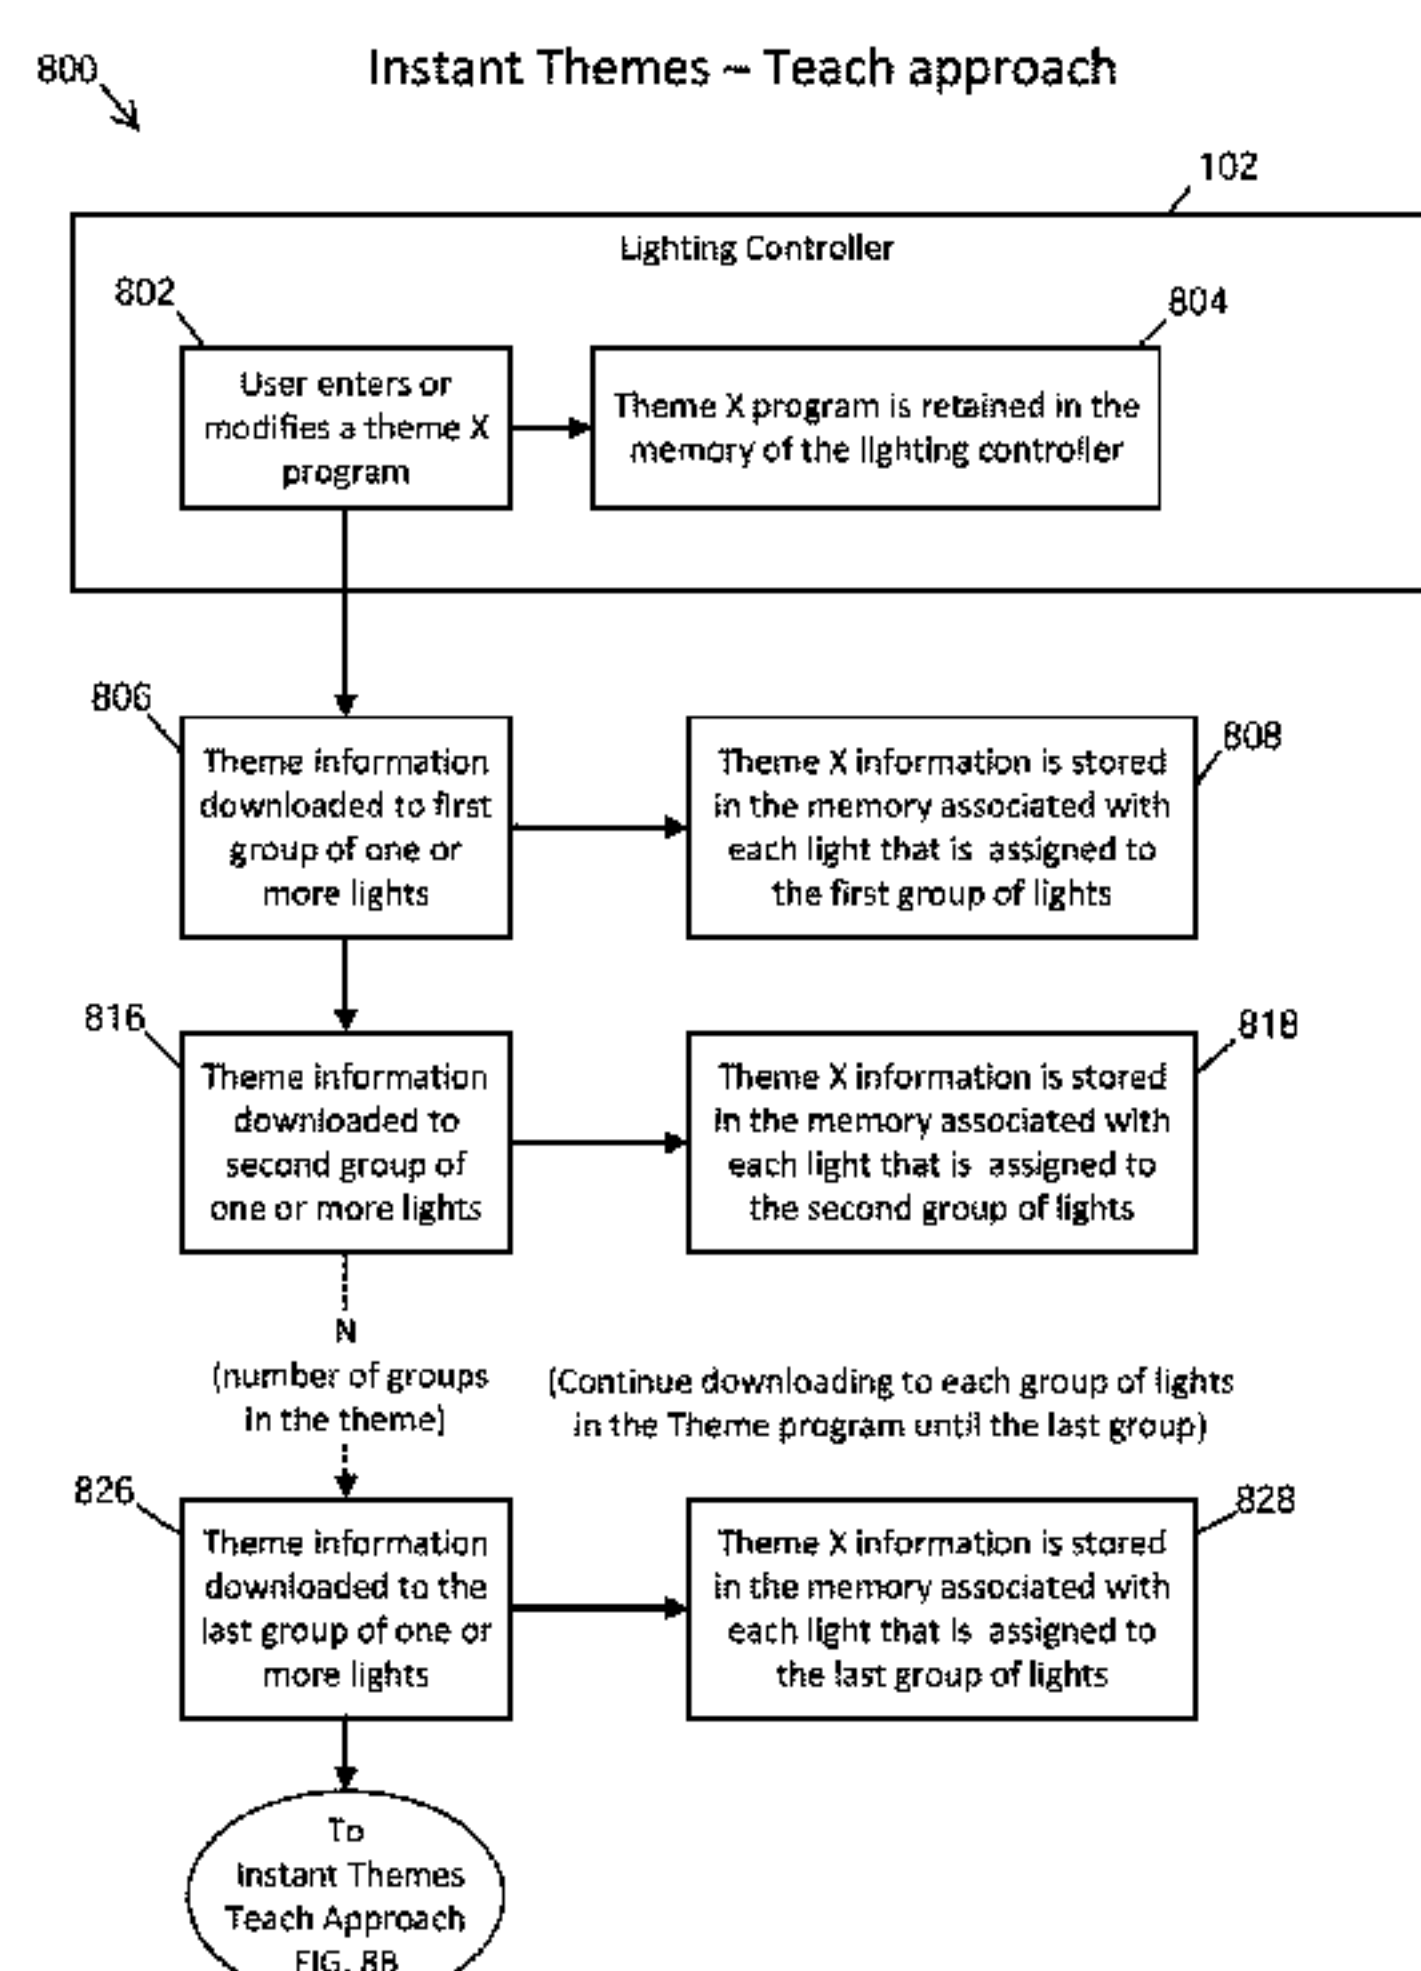 800
Instant Themes – Teach approach
102
Lighting Controller
802
804
User enters or
modifies a theme X
program
Theme X program is retained in the
memory of the lighting controller
806
808
Theme information
downloaded to first
group of one or
more lights
Theme X information is stored
in the memory associated with
each light that is assigned to
the first group of lights
816
818
Theme information
downloaded to
second group of
one or more lights
Theme X information is stored
in the memory associated with
each light that is assigned to
the second group of lights
N
(number of groups
in the theme)
(Continue downloading to each group of lights
in the Theme program until the last group)
826
828
Theme information
downloaded to the
last group of one or
more lights
Theme X information is stored
in the memory associated with
each light that is assigned to
the last group of lights
To
Instant Themes
Teach Approach
FIG. 8B